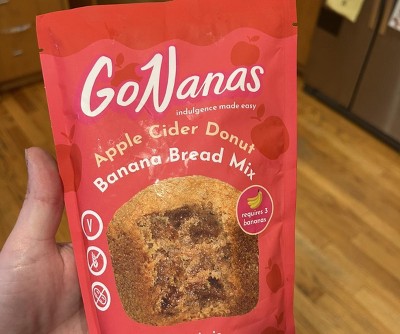 GoNanas
indulgence made easy
Apple Cider Donut
Banana Bread Mix
requires 3
bananas
V